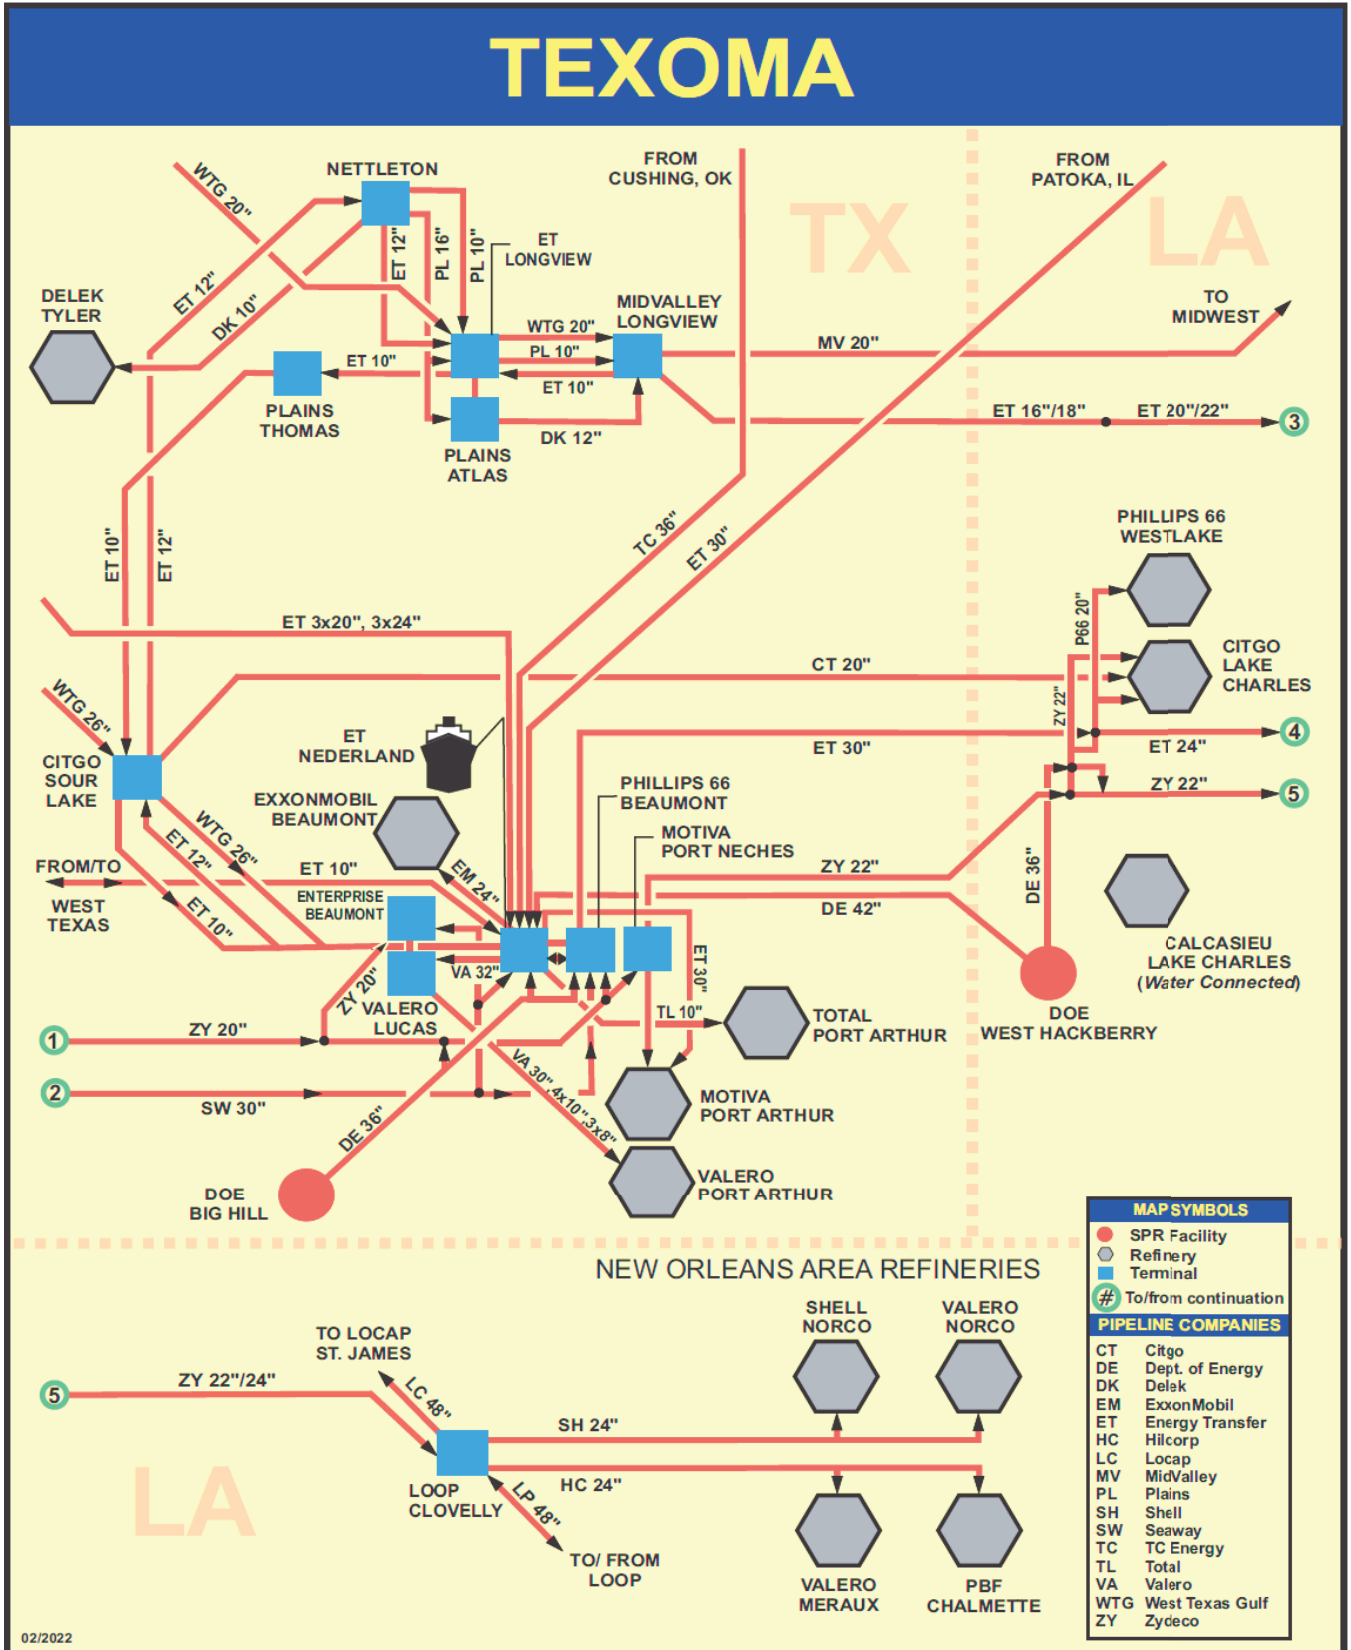 TEXOMA
TX
LA
FROM
CUSHING, OK
FROM
PATOKA, IL
NETTLETON
WTG 20"
ET 12"
DK 10"
ET 12"
PL 16"
PL 10"
ET
LONGVIEW
DELEK
TYLER
MIDVALLEY
LONGVIEW
TO
MIDWEST
WTG 20"
PL 10"
ET 10"
ET 10"
MV 20"
PLAINS
THOMAS
DK 12"
PLAINS
ATLAS
ET 16"/18"
ET 20"/22"
3
ET 10"
ET 12"
TC 36"
ET 30"
PHILLIPS 66
WESTLAKE
P66 20"
ET 3x20", 3x24"
CT 20"
CITGO
LAKE
CHARLES
ZY 22"
WTG 26"
ET
NEDERLAND
ET 30"
ET 24"
4
CITGO
SOUR
LAKE
PHILLIPS 66
BEAUMONT
ZY 22"
5
EXXONMOBIL
BEAUMONT
MOTIVA
PORT NECHES
WTG 26"
ET 12"
ET 10"
FROM/TO
WEST
TEXAS
ET 10"
EM 24"
ZY 22"
DE 42"
DE 36"
ENTERPRISE
BEAUMONT
CALCASIEU
LAKE CHARLES
(Water Connected)
VA 32"
ET 30"
ZY 20"
VALERO
LUCAS
TL 10"
TOTAL
PORT ARTHUR
DOE
WEST HACKBERRY
1
ZY 20"
2
SW 30"
VA 30",4x10",3x8"
DE 36"
MOTIVA
PORT ARTHUR
VALERO
PORT ARTHUR
DOE
BIG HILL
NEW ORLEANS AREA REFINERIES
SHELL
NORCO
VALERO
NORCO
TO LOCAP
ST. JAMES
5
ZY 22"/24"
LC 48"
SH 24"
HC 24"
LOOP
CLOVELLY
LP 48"
TO/ FROM
LOOP
VALERO
MERAUX
PBF
CHALMETTE
LA
MAP SYMBOLS
SPR Facility
Refinery
Terminal
# To/from continuation
PIPELINE COMPANIES
CT Citgo
DE Dept. of Energy
DK Delek
EM ExxonMobil
ET Energy Transfer
HC Hilcorp
LC Locap
MV MidValley
PL Plains
SH Shell
SW Seaway
TC TC Energy
TL Total
VA Valero
WTG West Texas Gulf
ZY Zydeco
02/2022